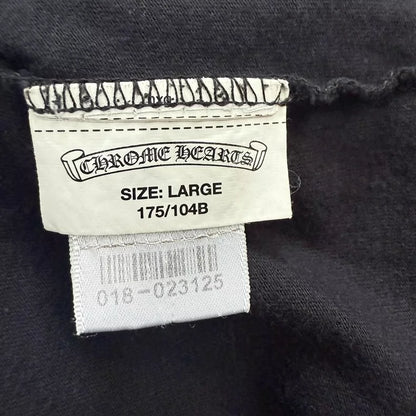 CHROME HEARTS
SIZE: LARGE
175/104B
018-023125